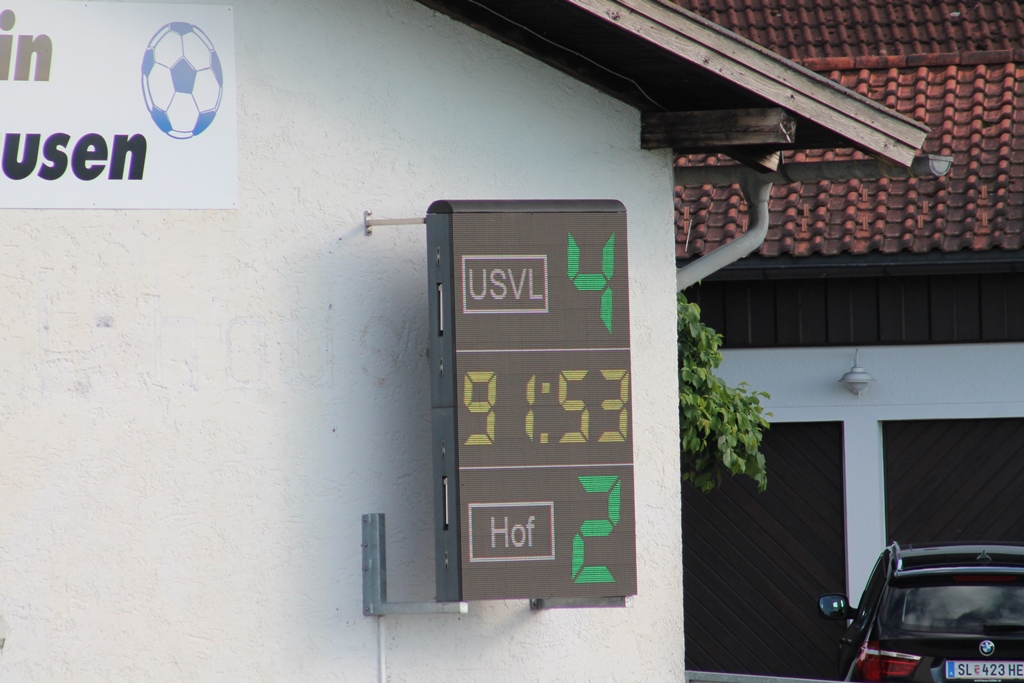 in
usen
USVL
4
91:53
Hof
2
SL 423 HE